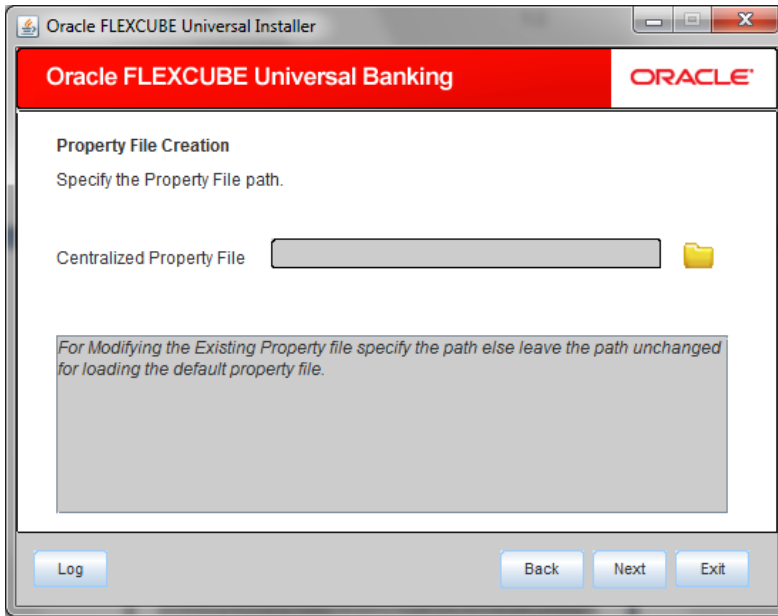 Oracle FLEXCUBE Universal Installer
Oracle FLEXCUBE Universal Banking
ORACLE
Property File Creation
Specify the Property File path.
Centralized Property File
For Modifying the Existing Property file specify the path else leave the path unchanged
for loading the default property file.
Log
Back
Next
Exit